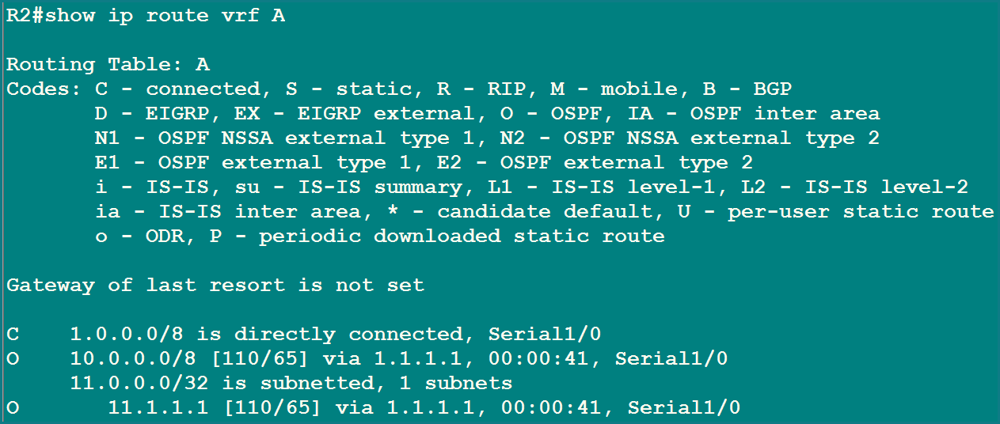 R2#show ip route vrf A
Routing Table: A
Codes: C - connected, S - static, R - RIP, M - mobile, B - BGP
D - EIGRP, EX - EIGRP external, O - OSPF, IA - OSPF inter area
N1 - OSPF NSSA external type 1, N2 - OSPF NSSA external type 2
E1 - OSPF external type 1, E2 - OSPF external type 2
i - IS-IS, su - IS-IS summary, L1 - IS-IS level-1, L2 - IS-IS level-2
ia - IS-IS inter area, * - candidate default, U - per-user static route
o - ODR, P - periodic downloaded static route
Gateway of last resort is not set
C    1.0.0.0/8 is directly connected, Serial1/0
O    10.0.0.0/8 [110/65] via 1.1.1.1, 00:00:41, Serial1/0
11.0.0.0/32 is subnetted, 1 subnets
O       11.1.1.1 [110/65] via 1.1.1.1, 00:00:41, Serial1/0